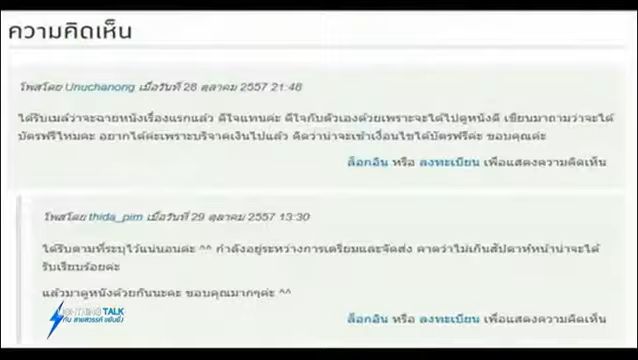 ความคิดเห็น
โพสโดย Unuchanong เมื่อวันที่ 28 ตุลาคม 2557 21:48
ได้รับเมล์ว่าจะฉายหนังเรื่องแรกแล้ว ดีใจแทนค่ะ ดีใจกับตัวเองด้วยเพราะจะได้ไปดูหนังดี เขียนมาถามว่าจะได้
บัตรฟรีไหมคะ อยากได้ค่ะเพราะบริจาคเงินไปแล้ว คิดว่าน่าจะเข้าเงื่อนไขได้บัตรฟรีค่ะ ขอบคุณค่ะ
ล็อกอิน หรือ ลงทะเบียน เพื่อแสดงความคิดเห็น
โพสโดย thida_pim เมื่อวันที่ 29 ตุลาคม 2557 13:30
ได้รับตามที่ระบุไว้แน่นอนค่ะ ^^ กำลังอยู่ระหว่างการเตรียมและจัดส่ง คาดว่าไม่เกินสัปดาห์หน้าน่าจะได้
รับเรียบร้อยค่ะ
แล้วมาดูหนังด้วยกันนะคะ ขอบคุณมากๆค่ะ ^^
ล็อกอิน หรือ ลงทะเบียน เพื่อแสดงความคิดเห็น
LIGHTNING TALK
กับ สายสวรรค์ ขยันยิ่ง